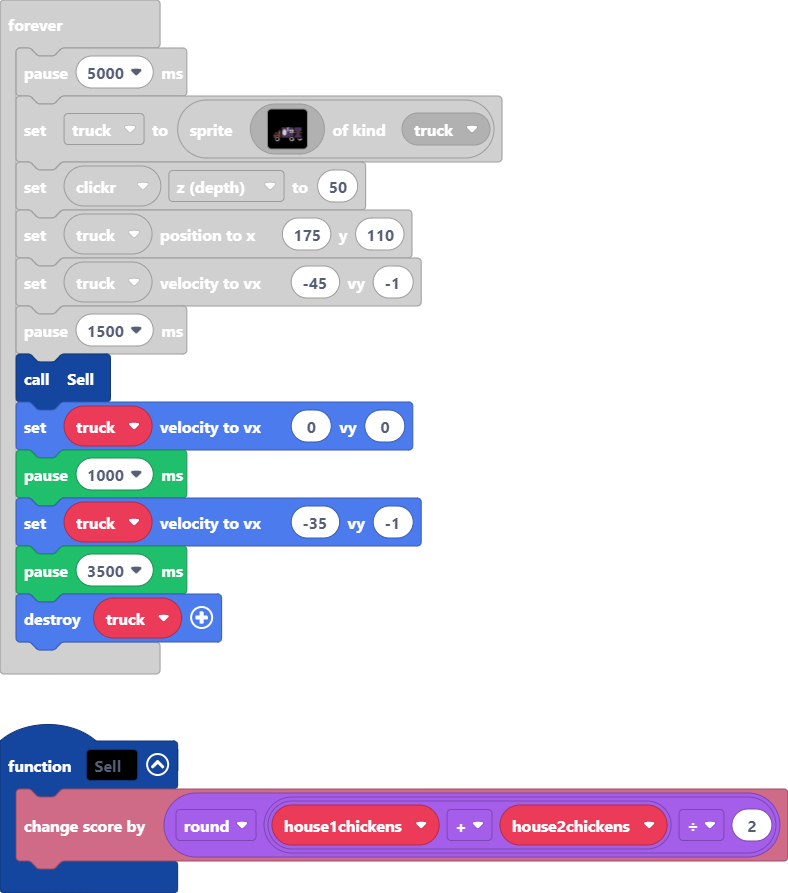 forever
pause 5000 ms
set truck to sprite of kind truck
set clickr z (depth) to 50
set truck position to x 175 y 110
set truck velocity to vx -45 vy -1
pause 1500 ms
call Sell
set truck velocity to vx 0 vy 0
pause 1000 ms
set truck velocity to vx -35 vy -1
pause 3500 ms
destroy truck
function Sell
change score by round house1chickens + house2chickens ÷ 2